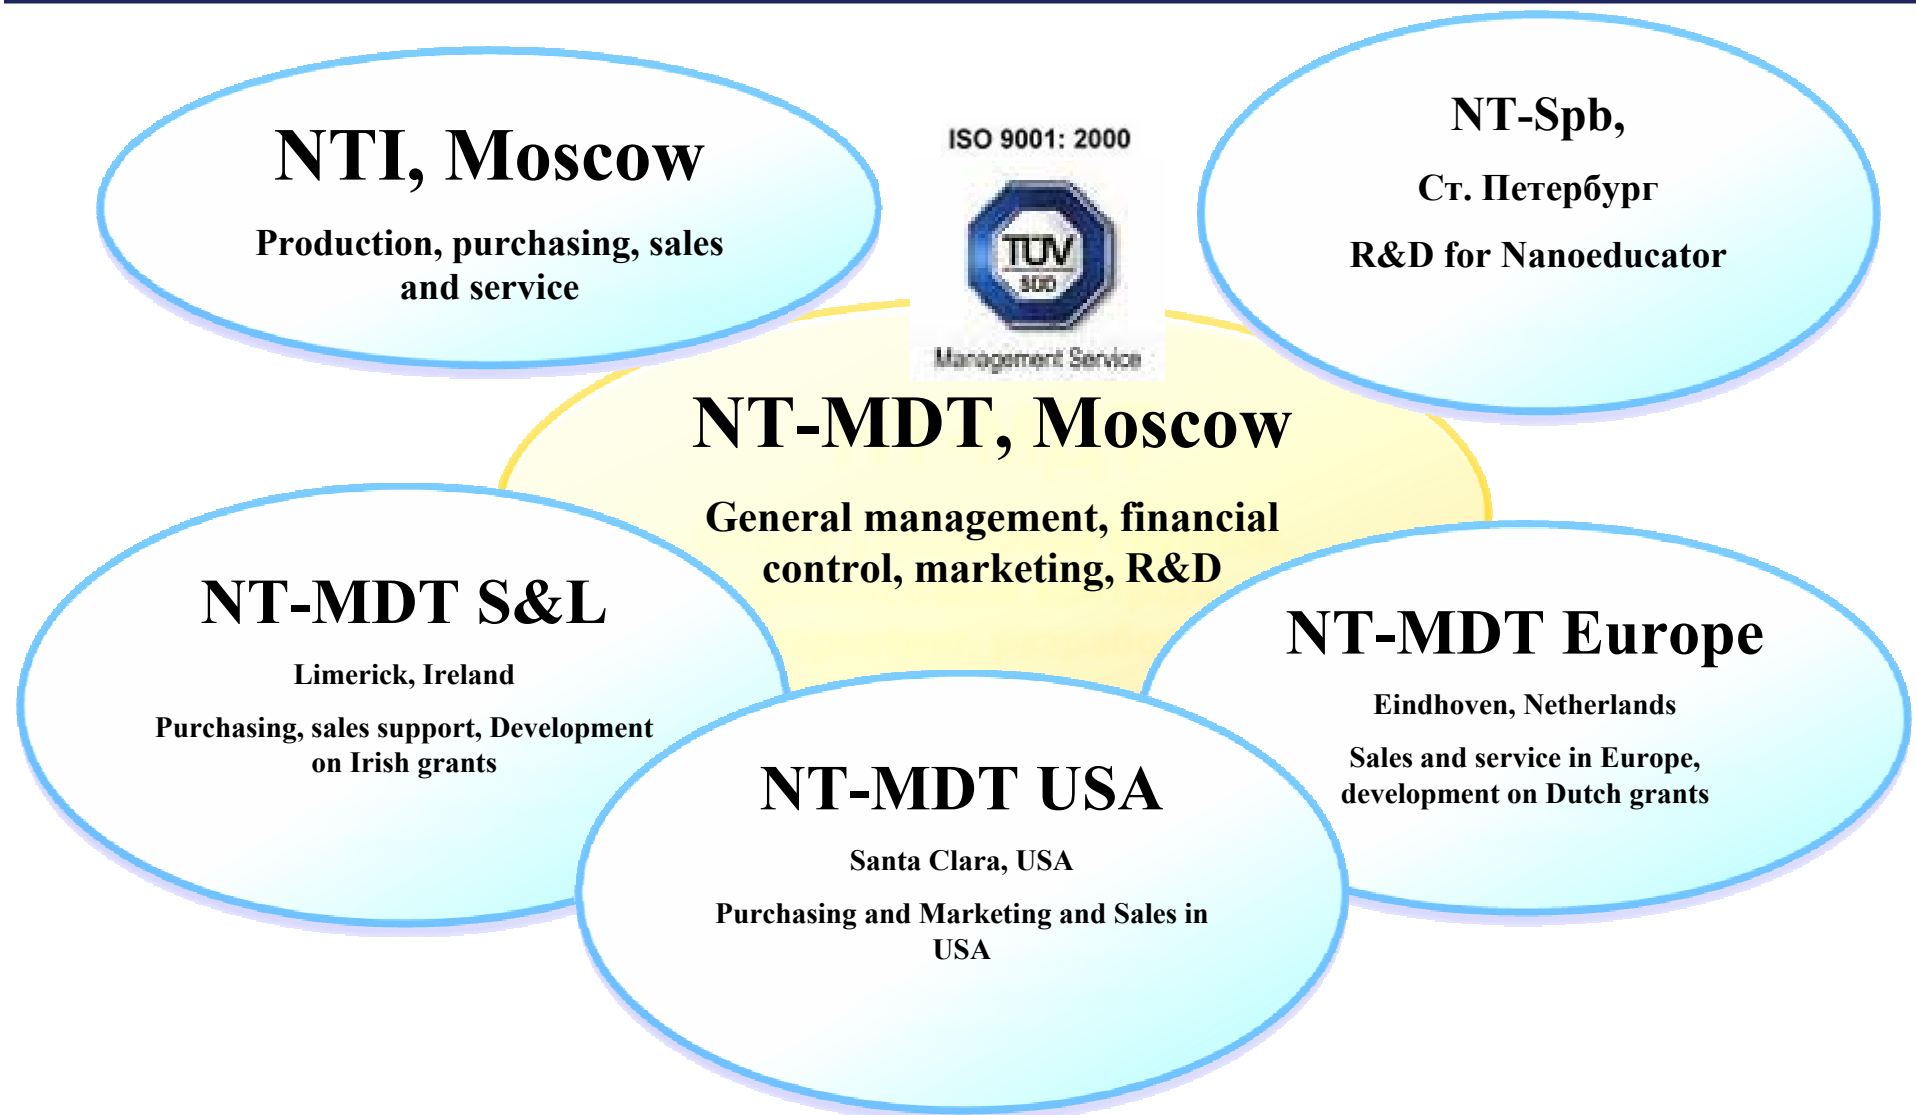 NTI, Moscow
Production, purchasing, sales
and service
ISO 9001: 2000
TÜV
SÜD
Management Service
NT-Spb,
Ст. Петербург
R&D for Nanoeducator
NT-MDT, Moscow
General management, financial
control, marketing, R&D
NT-MDT S&L
Limerick, Ireland
Purchasing, sales support, Development
on Irish grants
NT-MDT USA
Santa Clara, USA
Purchasing and Marketing and Sales in
USA
NT-MDT Europe
Eindhoven, Netherlands
Sales and service in Europe,
development on Dutch grants